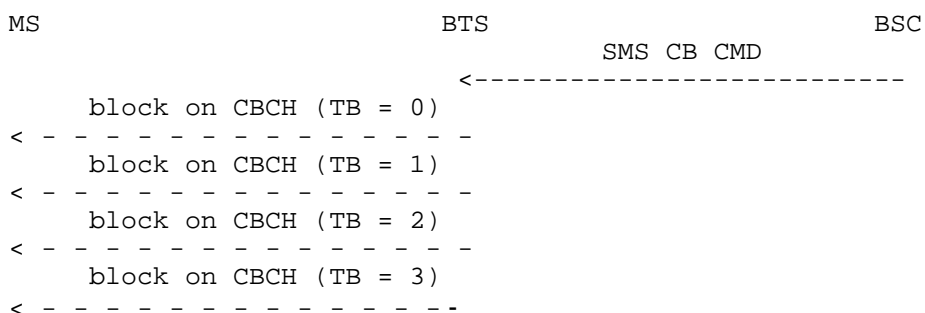 MS BTS BSC
SMS CB CMD
<---------------------------
block on CBCH (TB = 0)
< - - - - - - - - - - - - - -
block on CBCH (TB = 1)
< - - - - - - - - - - - - - -
block on CBCH (TB = 2)
< - - - - - - - - - - - - - -
block on CBCH (TB = 3)
< - - - - - - - - - - - - - -